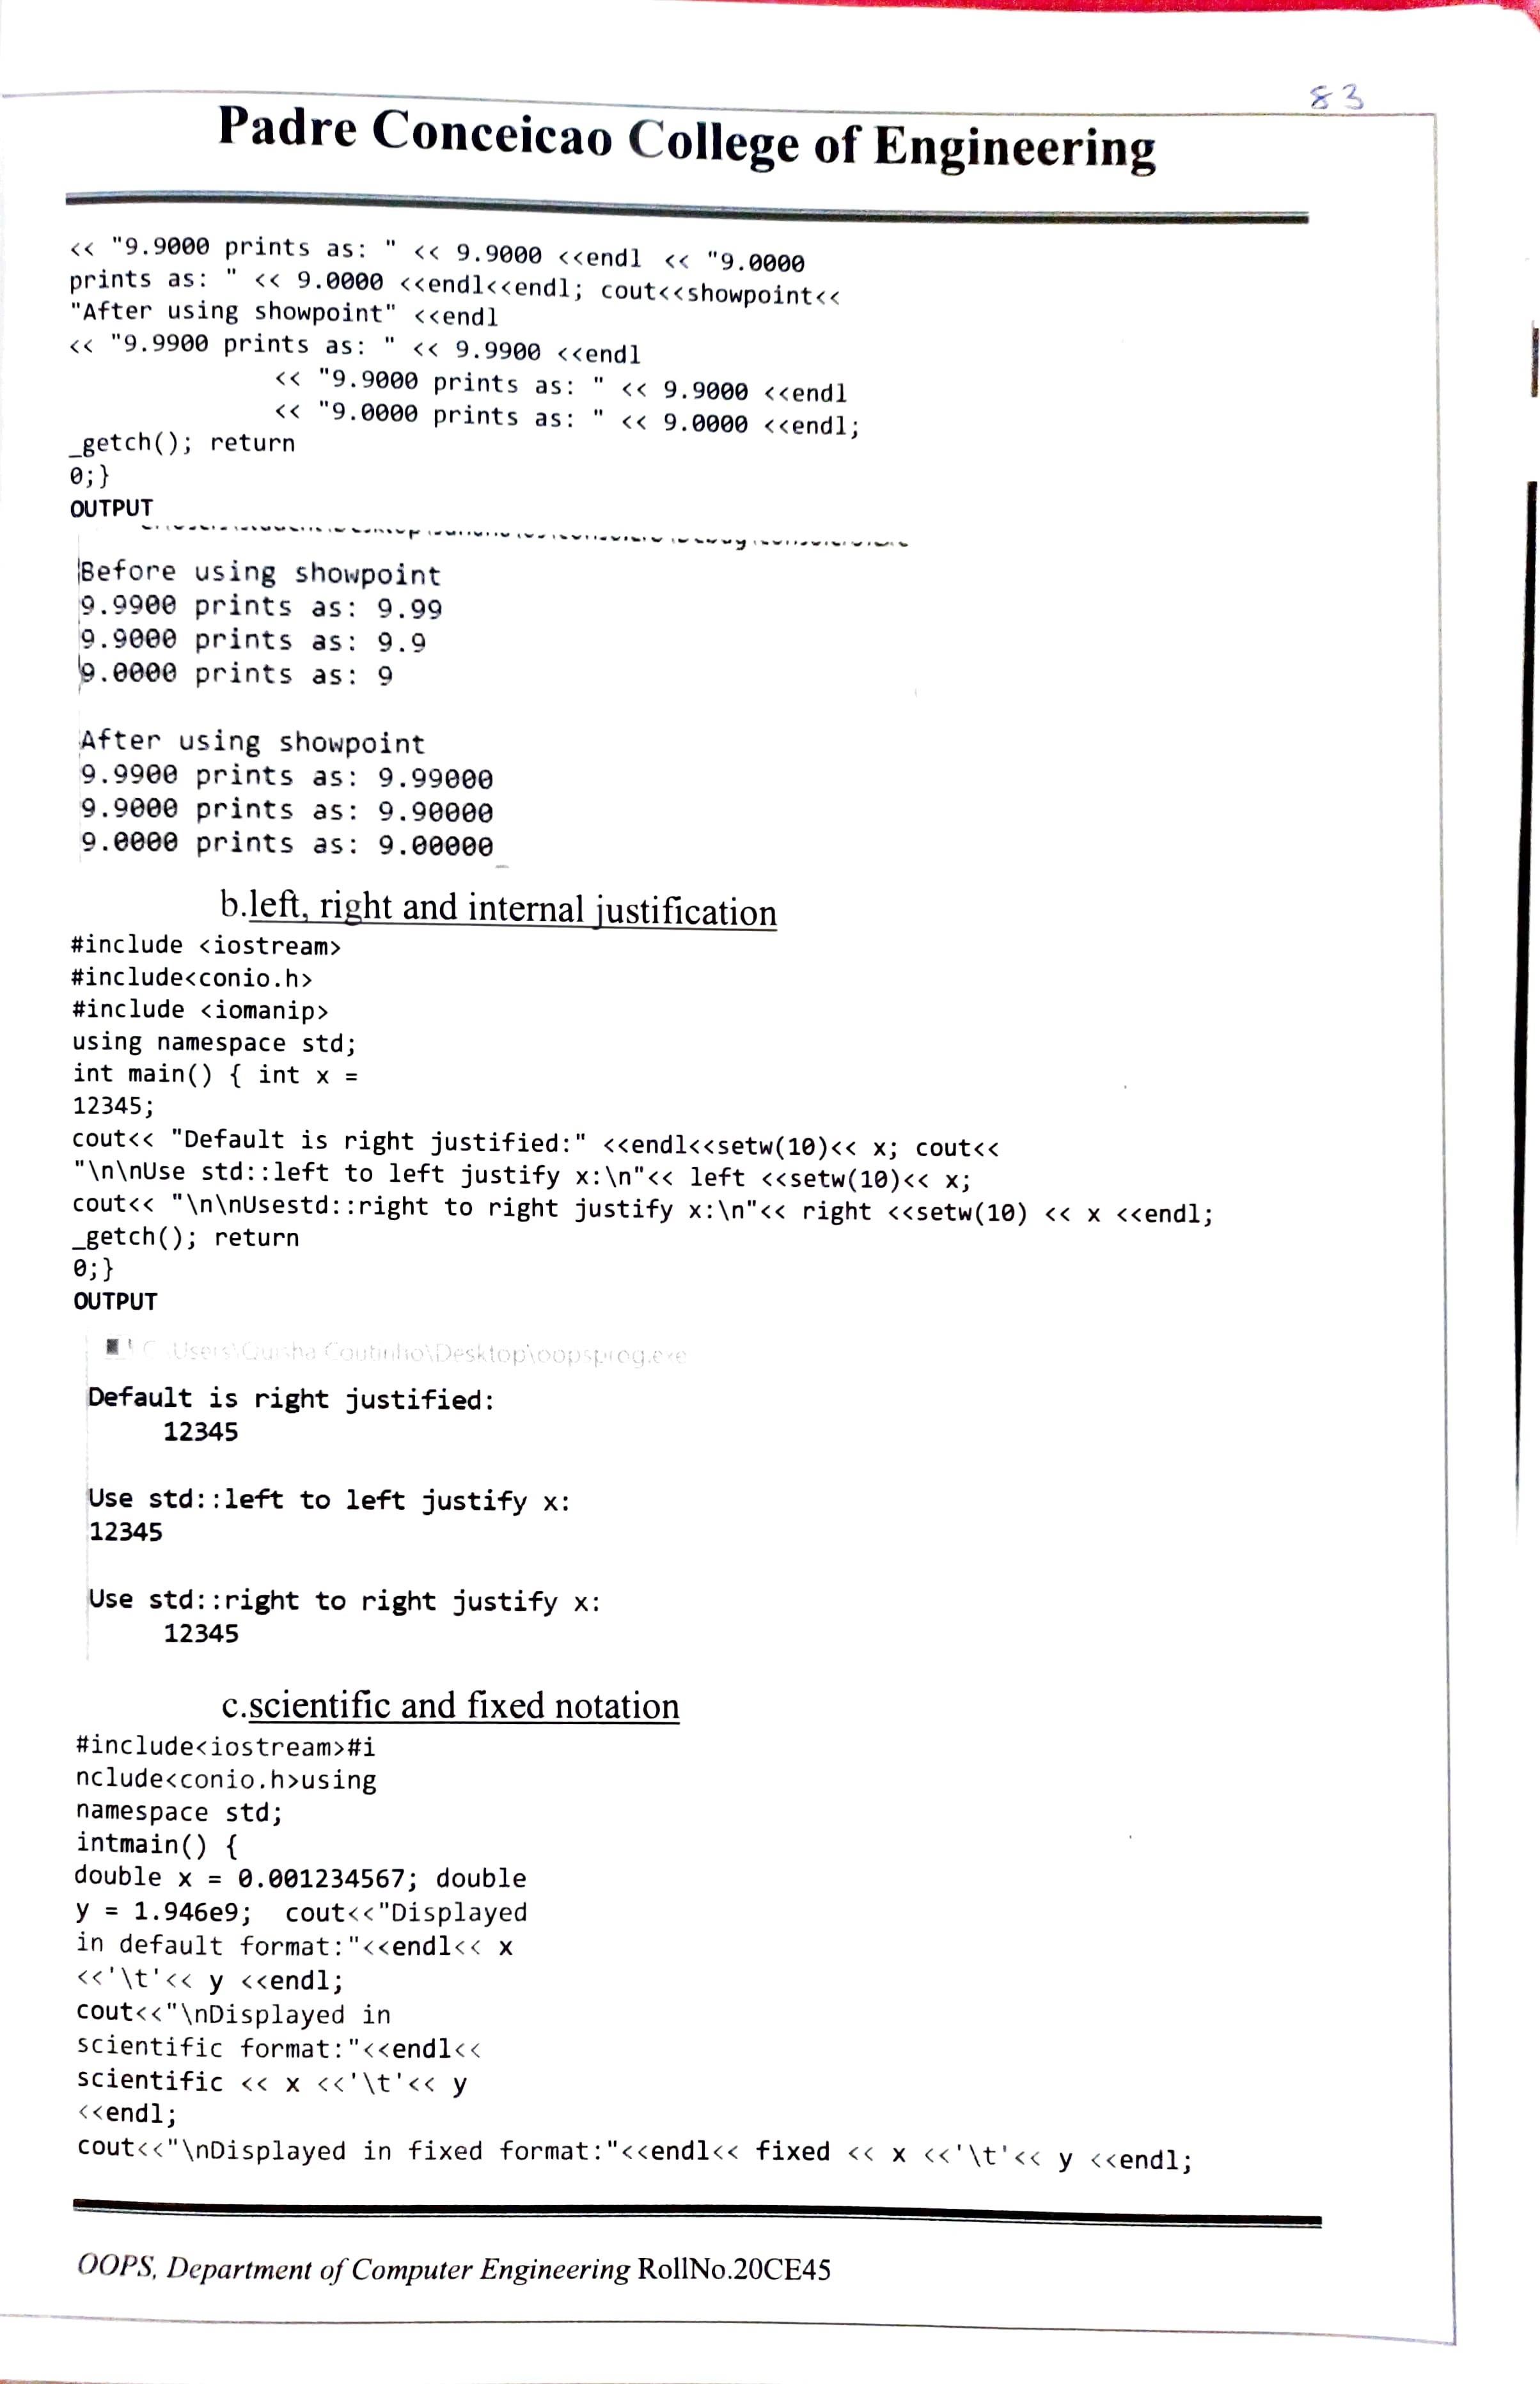 83
Padre Conceicao College of Engineering
<< "9.9000 prints as: " << 9.9000 <<endl << "9.0000
prints as: " << 9.0000 <<endl<<endl; cout<<showpoint<<
"After using showpoint" <<endl
<< "9.9900 prints as: " << 9.9900 <<endl
<< "9.9000 prints as: " << 9.9000 <<endl
<< "9.0000 prints as: " << 9.0000 <<endl;
_getch(); return
0;}
OUTPUT
Before using showpoint
9.9900 prints as: 9.99
9.9000 prints as: 9.9
9.0000 prints as: 9
After using showpoint
9.9900 prints as: 9.99000
9.9000 prints as: 9.90000
9.0000 prints as: 9.00000
b.left, right and internal justification
#include <iostream>
#include<conio.h>
#include <iomanip>
using namespace std;
int main() { int x =
12345;
cout<< "Default is right justified:" <<endl<<setw(10)<< x; cout<<
"\n\nUse std::left to left justify x:\n"<< left <<setw(10)<< x;
cout<< "\n\nUsestd::right to right justify x:\n"<< right <<setw(10) << x <<endl;
_getch(); return
0;}
OUTPUT
Coutinho\Desktop\oopsprog.exe
Default is right justified:
12345
Use std::left to left justify x:
12345
Use std::right to right justify x:
12345
c.scientific and fixed notation
#include<iostream>#i
nclude<conio.h>using
namespace std;
intmain() {
double x = 0.001234567; double
y = 1.946e9; cout<<"Displayed
in default format:"<<endl<< x
<<'\t'<< y <<endl;
cout<<"\nDisplayed in
scientific format:"<<endl<<
scientific << x <<'\t'<< y
<<endl;
cout<<"\nDisplayed in fixed format:"<<endl<< fixed << x <<'\t'<< y <<endl;
OOPS, Department of Computer Engineering RollNo.20CE45